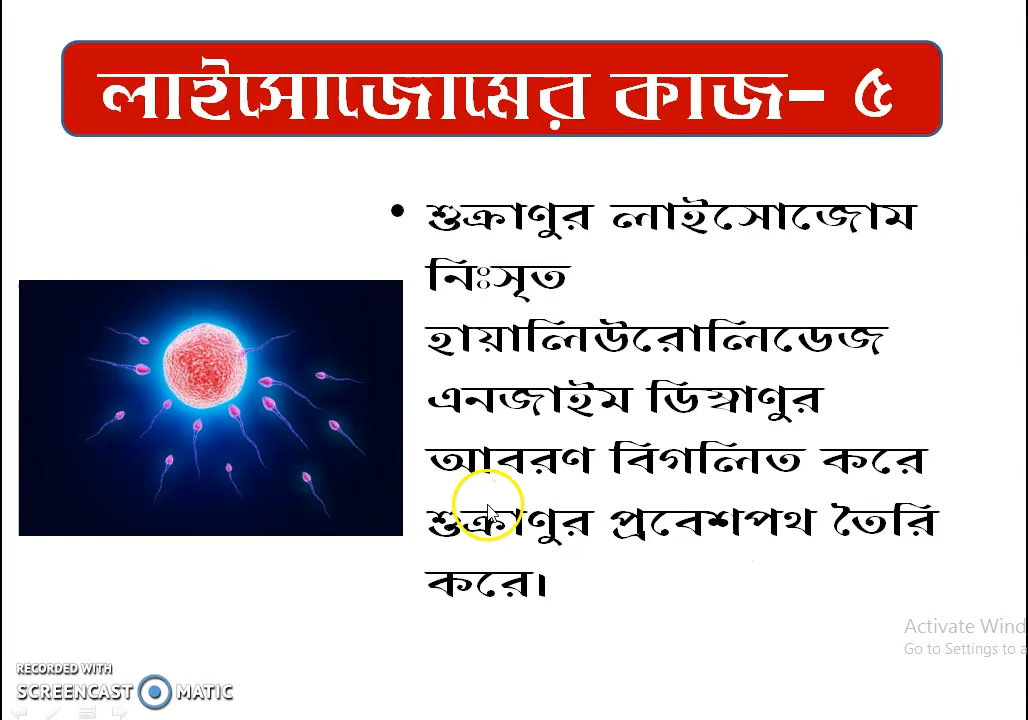 লাইসোজোমের কাজ- ৫
• শুক্রাণুর লাইসোজোম
নিঃসৃত
হায়ালিউরোলিডেজ
এনজাইম ডিম্বাণুর
আবরণ বিগলিত করে
শুক্রাণুর প্রবেশপথ তৈরি
করে।
Activate Wind
Go to Settings to a
RECORDED WITH
SCREENCAST MATIC